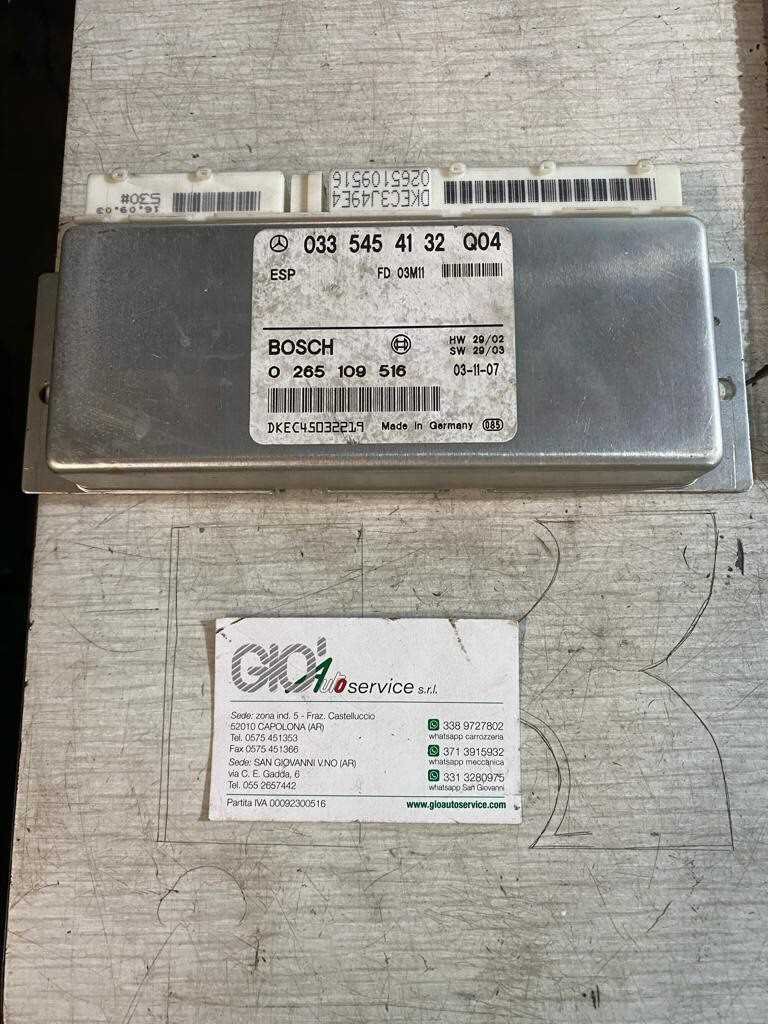 530#
16.09.03
DKEC3J49E4
0265109516
033 545 41 32 Q04
ESP FD 03M11
BOSCH HW 29/02
SW 29/03
0 265 109 516 03-11-07
DKEC45032219 Made in Germany 085
GIO' Auto service s.r.l.
Sede: zona ind. 5 - Fraz. Castelluccio
52010 CAPOLONA (AR)
Tel. 0575 451353
Fax 0575 451366
Sede: SAN GIOVANNI V.NO (AR)
via C. E. Gadda, 6
Tel. 055 2657442
Partita IVA 00092300516
338 9727802
whatsapp carrozzeria
371 3915932
whatsapp meccanica
331 3280975
whatsapp San Giovanni
www.gioautoservice.com